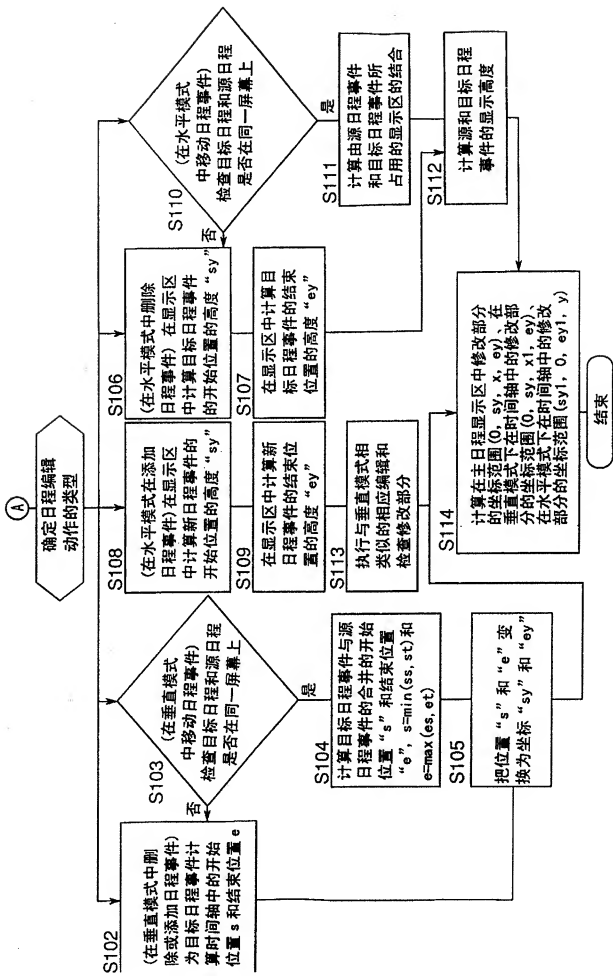 A
确定日程编辑
动作的类型
S102
(在垂直模式中删
除或添加日程事件)
为目标日程事件计
算时间轴中的开始
位置s和结束位置e
S103
(在垂直模式
中移动日程事件)
检查目标日程和源日程
是否在同一屏幕上
否
是
S104
计算目标日程事件与源
日程事件的合并的开始
位置“s”和结束位置
“e”, s=min(ss,st)和
e=max(es,et)
S105
把位置“s”和“e”变
换为坐标“sy”和“ey”
S108
(在水平模式在添加
日程事件)在显示区
中计算新日程事件的
开始位置的高度“sy”
S109
在显示区中计算新
日程事件的结束位
置的高度“ey”
S113
执行与垂直模式相
类似的相应编辑和
检查修改部分
S106
(在水平模式中删除
日程事件)在显示区
中计算目标日程事件
的开始位置的高度“sy”
S107
在显示区中计算目
标日程事件的结束
位置的高度“ey”
S110
(在水平模式
中移动日程事件)
检查目标日程和源日程
是否在同一屏幕上
否
是
S111
计算由源日程事件
和目标日程事件所
占用的显示区的结合
S112
计算源和目标日程
事件的显示高度
S114
计算在主日程显示区中修改部分
的坐标范围(0, sy, x, ey)、在
垂直模式下在时间轴中的修改部
分的坐标范围(0, sy, x1, ey)、
在水平模式下在时间轴中的修改
部分的坐标范围(sy1, 0, ey1, y)
结束